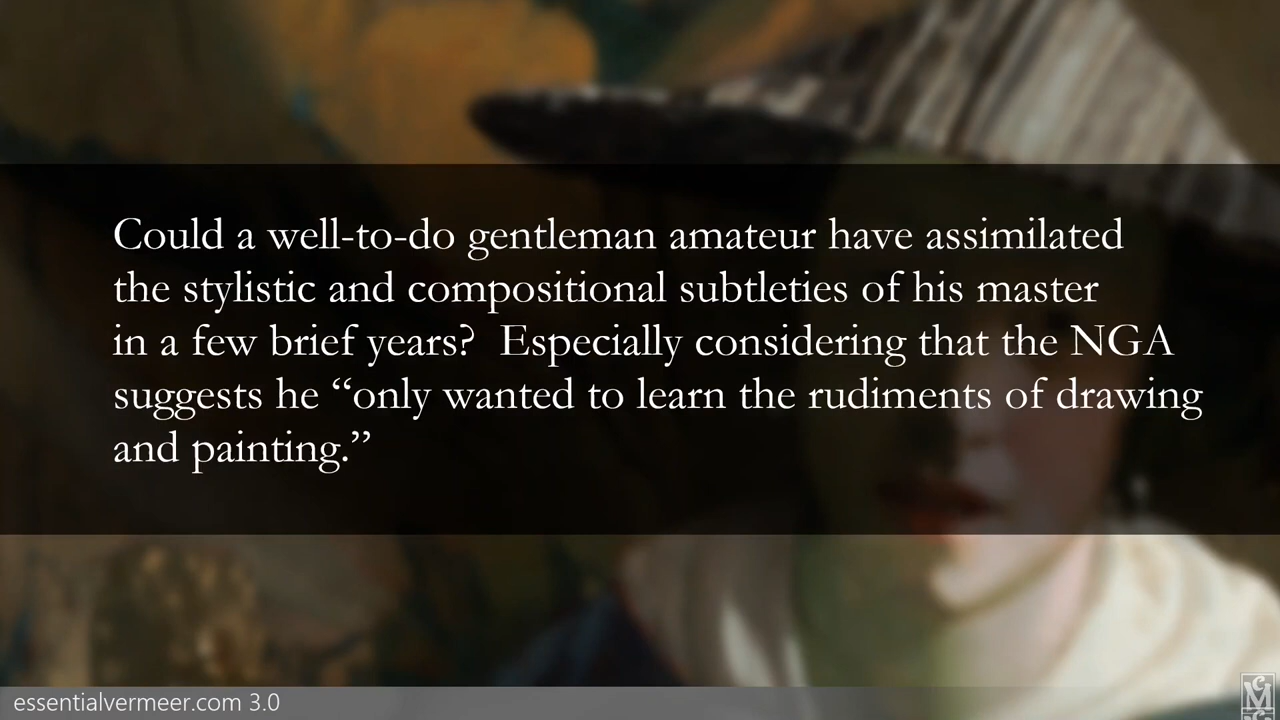 Could a well-to-do gentleman amateur have assimilated
the stylistic and compositional subtleties of his master
in a few brief years?  Especially considering that the NGA
suggests he “only wanted to learn the rudiments of drawing
and painting.”
essentialvermeer.com 3.0